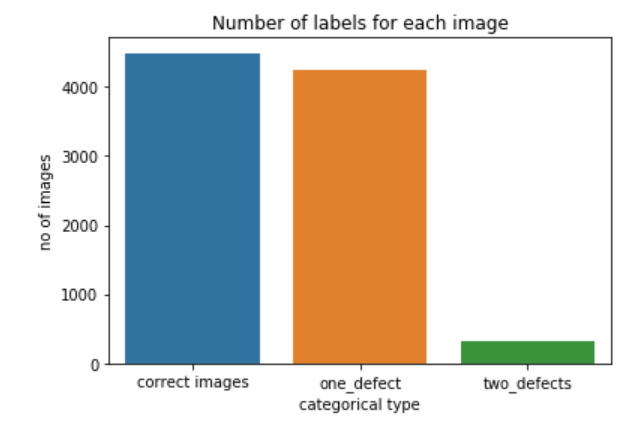 Number of labels for each image
no of images
4000
3000
2000
1000
0
correct images one_defect two_defects
categorical type